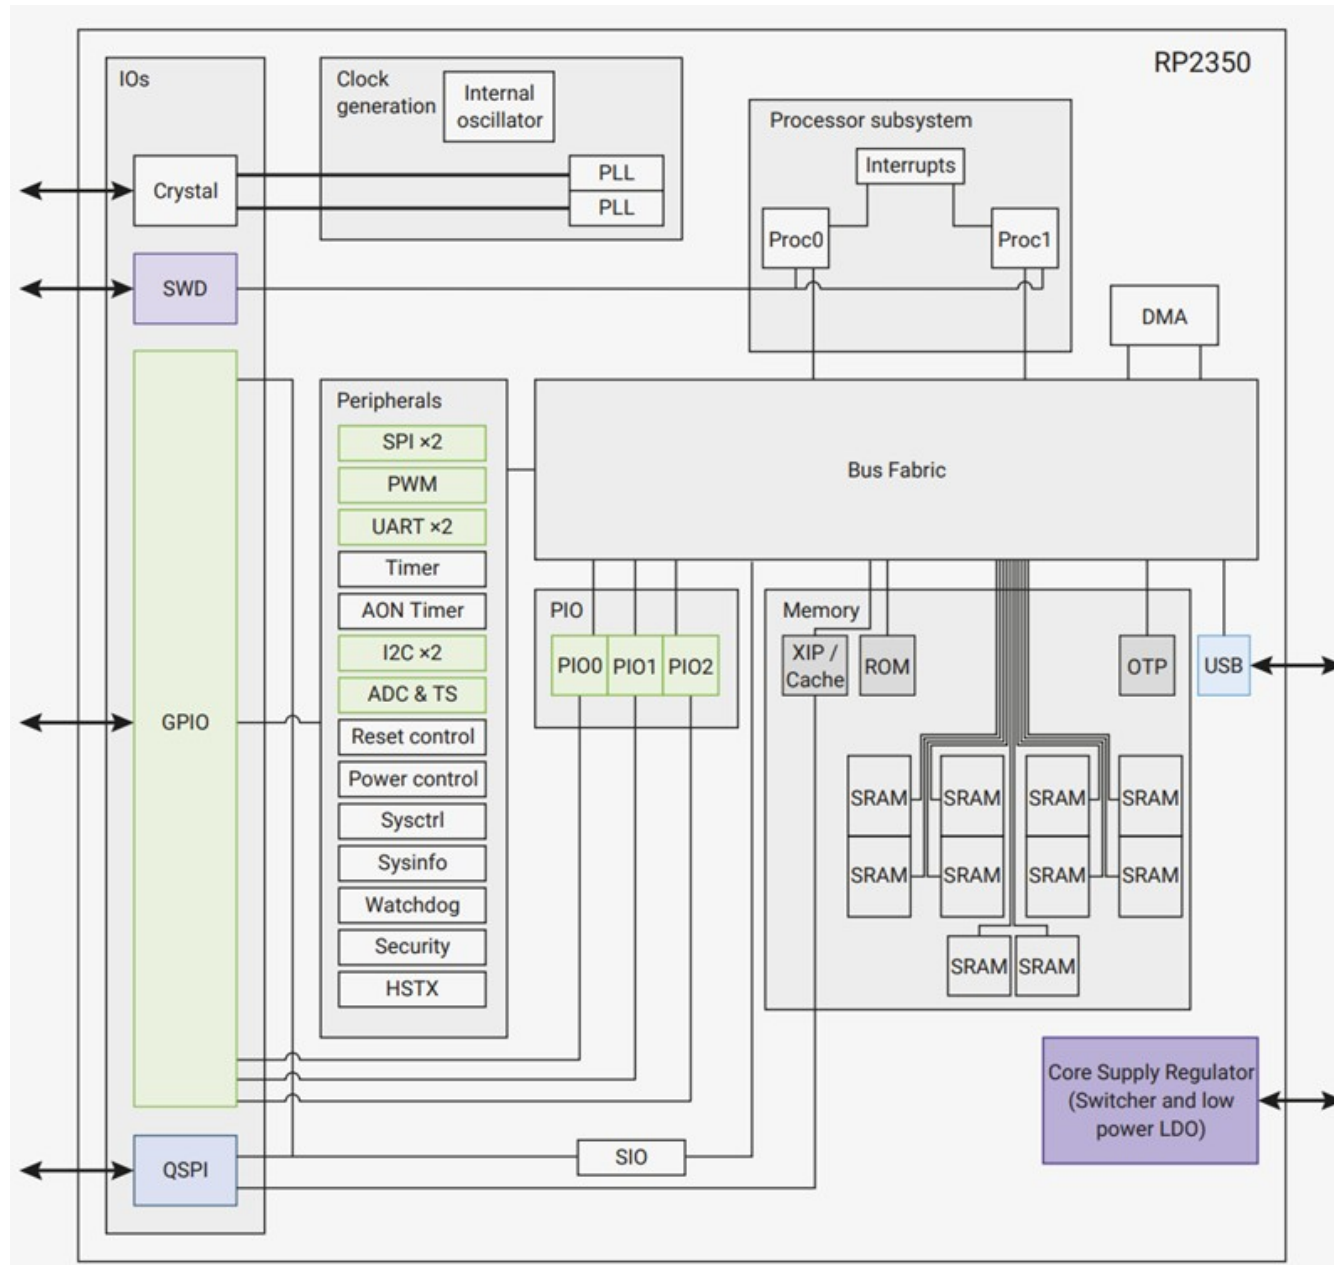 RP2350
IOs
Clock
generation
Internal
oscillator
Processor subsystem
Interrupts
Crystal
PLL
PLL
Proc0
Proc1
SWD
DMA
Peripherals
SPI ×2
PWM
UART ×2
Timer
AON Timer
I2C ×2
ADC & TS
Reset control
Power control
Sysctrl
Sysinfo
Watchdog
Security
HSTX
Bus Fabric
GPIO
PIO
PIO0
PIO1
PIO2
Memory
XIP /
Cache
ROM
OTP
USB
SRAM
SRAM
SRAM
SRAM
SRAM
SRAM
SRAM
SRAM
SRAM
SRAM
Core Supply Regulator
(Switcher and low
power LDO)
QSPI
SIO